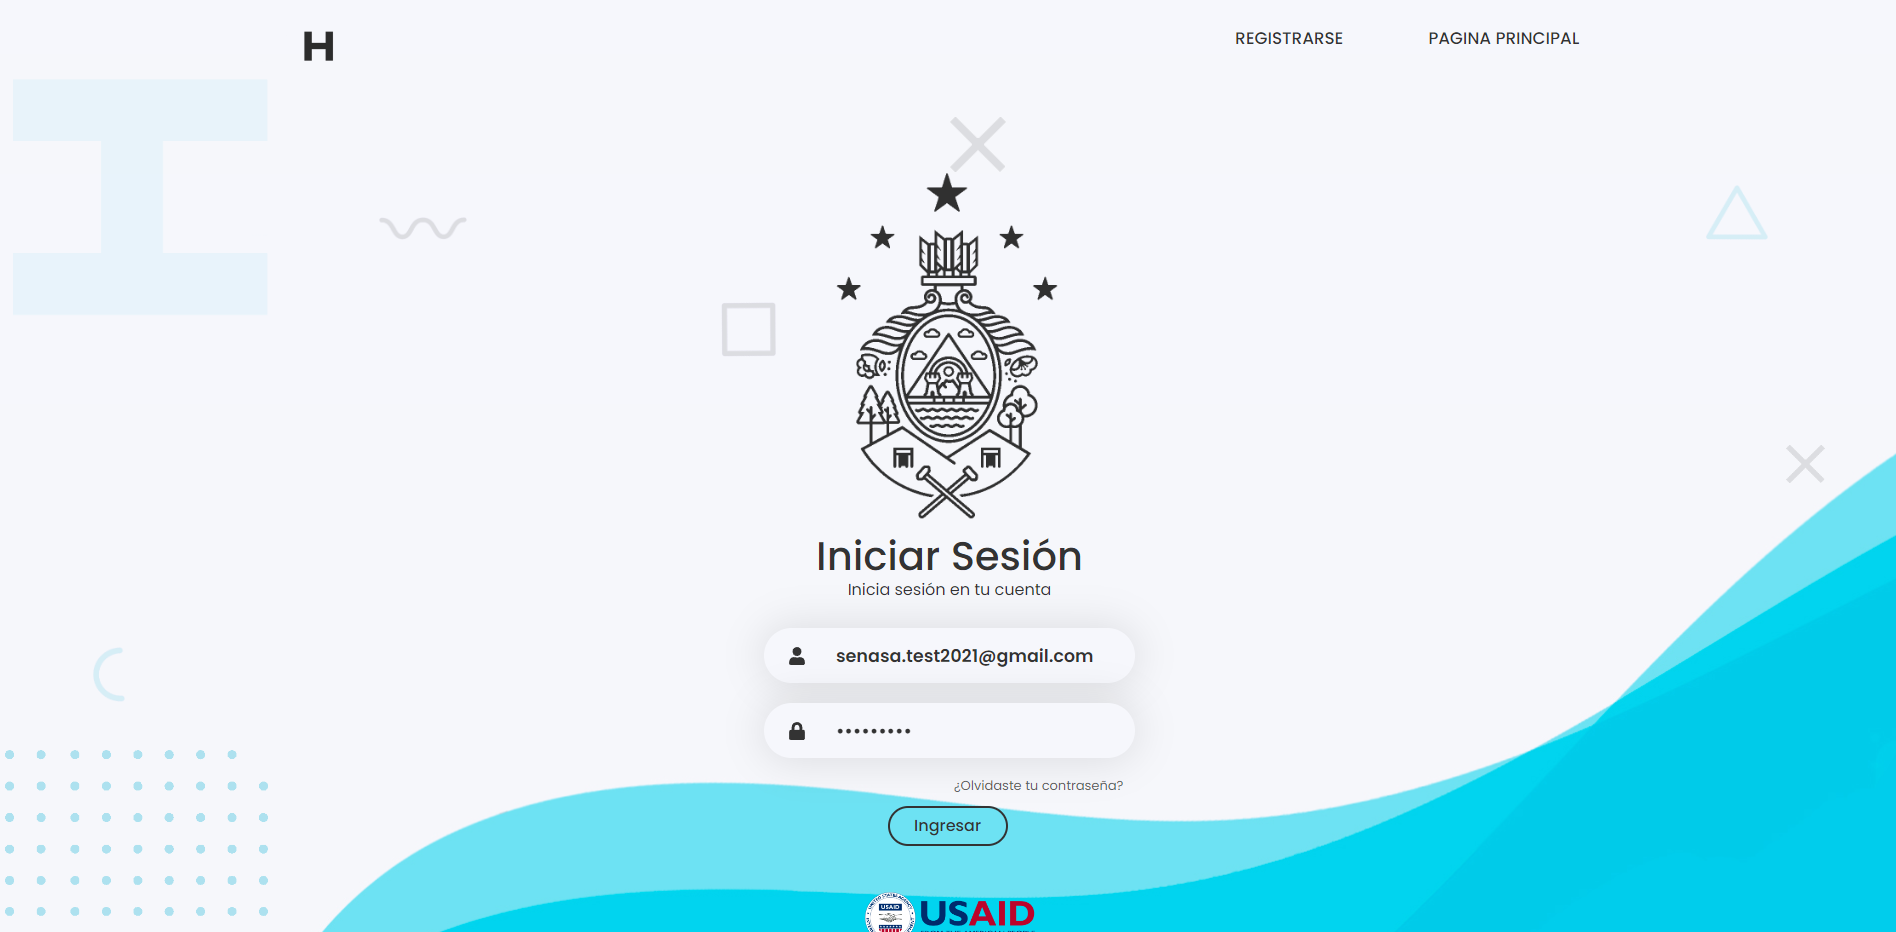 H
REGISTRARSE
PAGINA PRINCIPAL
Iniciar Sesión
Inicia sesión en tu cuenta
senasa.test2021@gmail.com
¿Olvidaste tu contraseña?
Ingresar
USAID
USAID